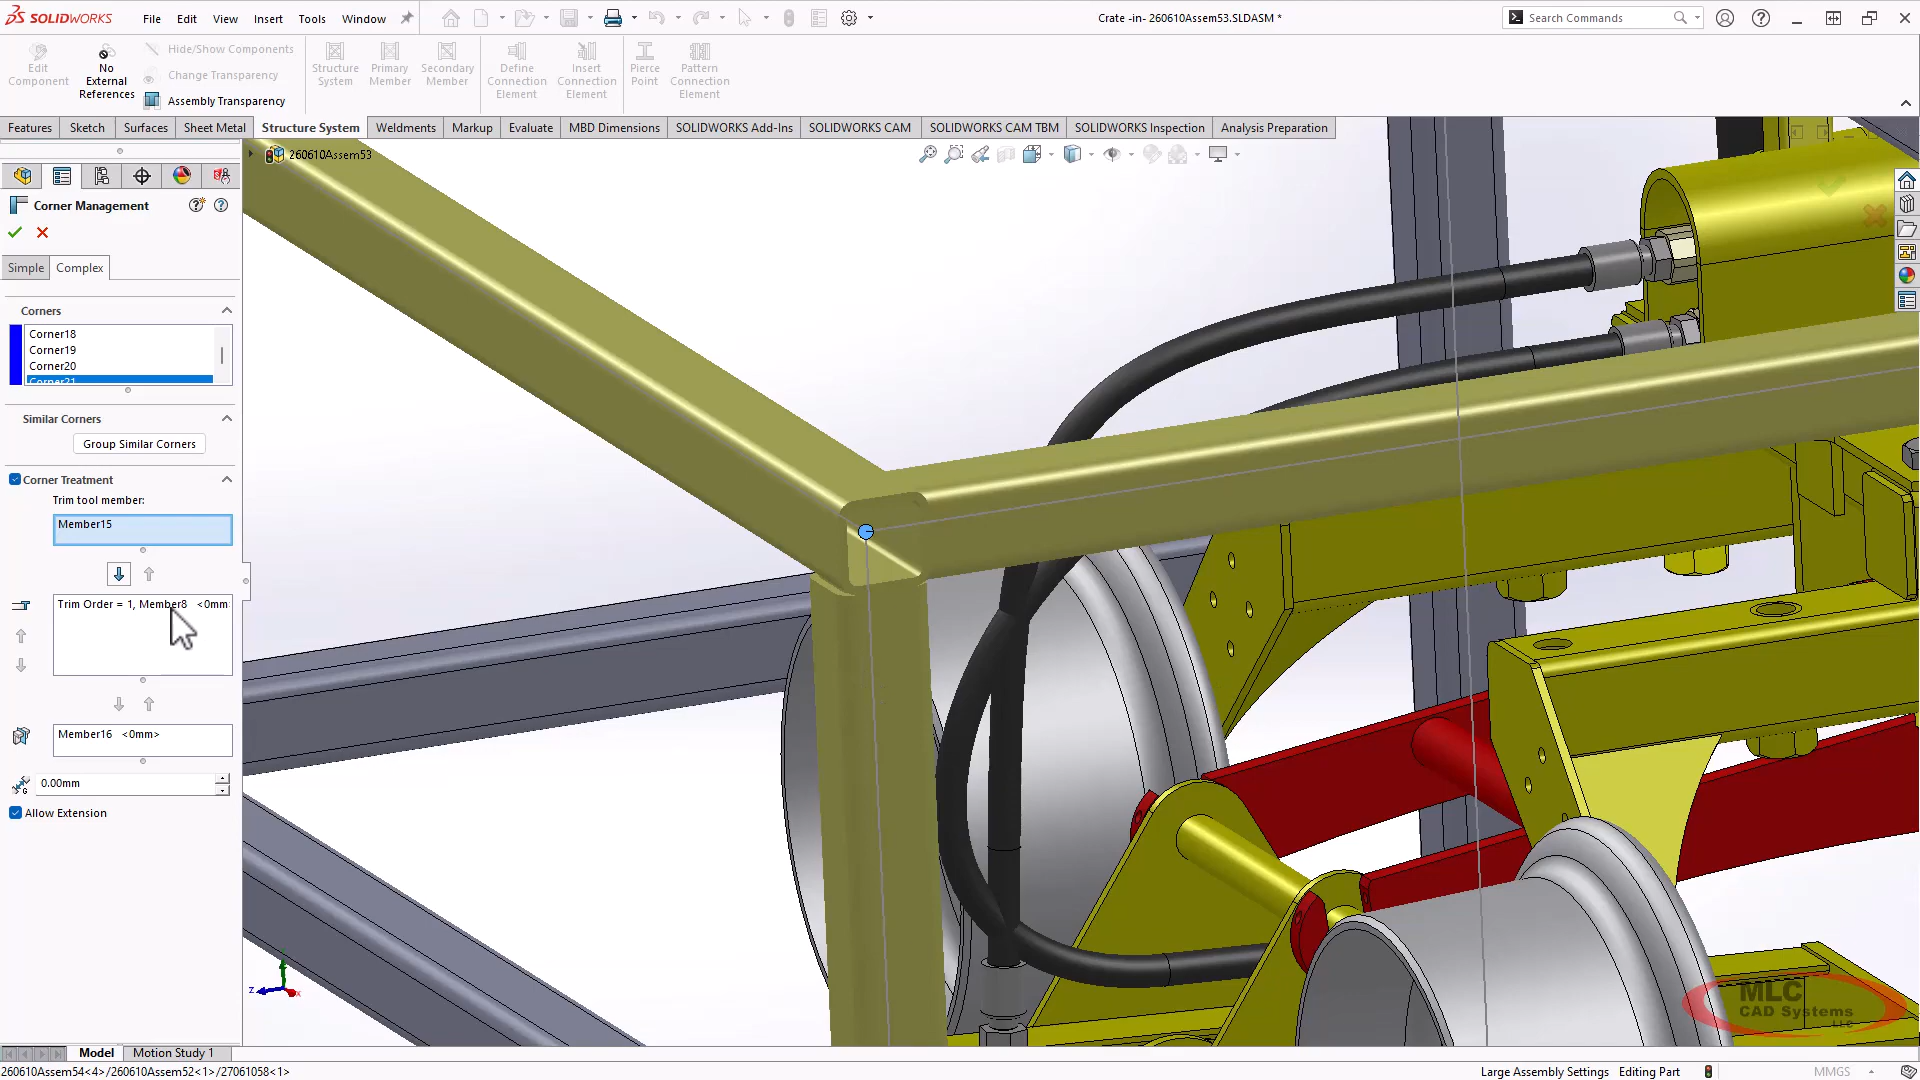 SOLIDWORKS File Edit View Insert Tools Window Crate -in- 260610Assem53.SLDASM * Search Commands
Edit Component
No External References
Hide/Show Components
Change Transparency
Assembly Transparency
Structure System
Primary Member
Secondary Member
Define Connection Element
Insert Connection Element
Pierce Point
Pattern Connection Element
Features Sketch Surfaces Sheet Metal Structure System Weldments Markup Evaluate MBD Dimensions SOLIDWORKS Add-Ins SOLIDWORKS CAM SOLIDWORKS CAM TBM SOLIDWORKS Inspection Analysis Preparation
260610Assem53
Corner Management
Simple Complex
Corners
Corner18
Corner19
Corner20
Corner21
Similar Corners
Group Similar Corners
Corner Treatment
Trim tool member:
Member15
Trim Order = 1, Member8 <0mm
Member16 <0mm>
0.00mm
Allow Extension
z x
MLC
CAD Systems
LLC
Model Motion Study 1
260610Assem54<4>/260610Assem52<1>/27061058<1> Large Assembly Settings Editing Part MMGS